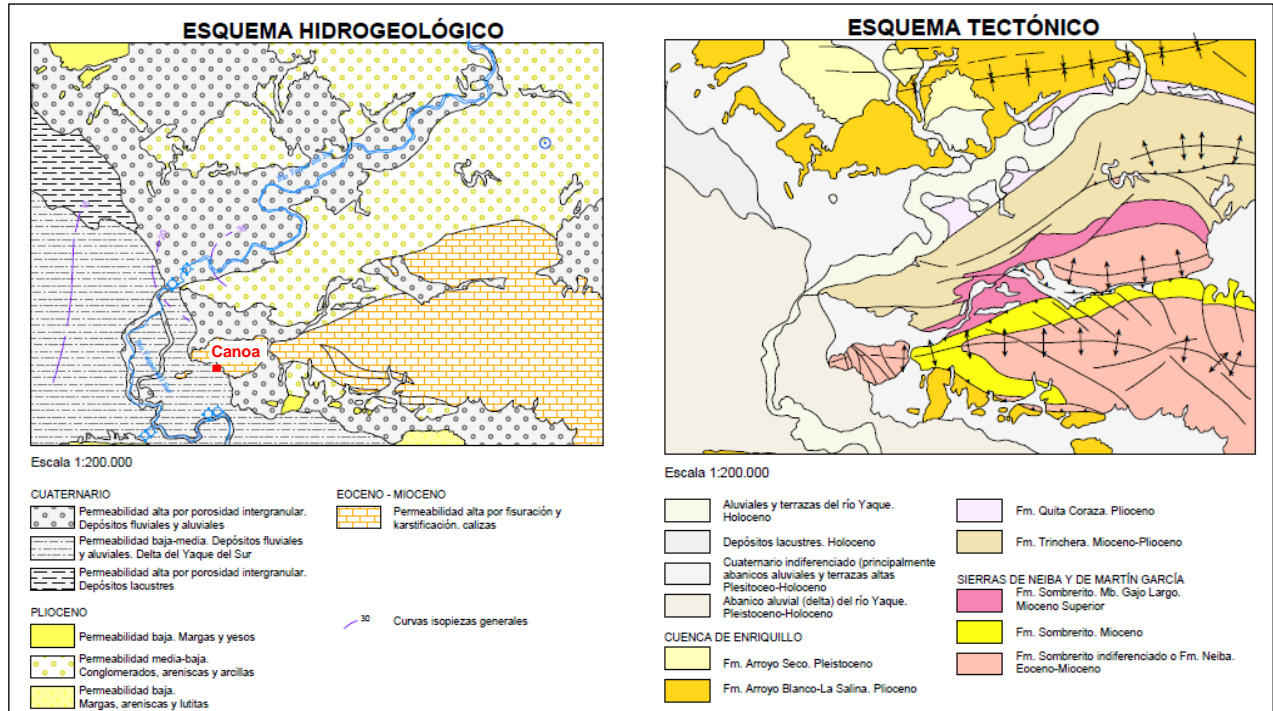 ESQUEMA HIDROGEOLÓGICO
Canoa
Escala 1:200.000
CUATERNARIO
Permeabilidad alta por porosidad intergranular.
Depósitos fluviales y aluviales
Permeabilidad baja-media. Depósitos fluviales
y aluviales. Delta del Yaque del Sur
Permeabilidad alta por porosidad intergranular.
Depósitos lacustres
PLIOCENO
Permeabilidad baja. Margas y yesos
Permeabilidad media-baja.
Conglomerados, areniscas y arcillas
Permeabilidad baja.
Margas, areniscas y lutitas
EOCENO - MIOCENO
Permeabilidad alta por fisuración y
karstificación. calizas
30
Curvas isopiezas generales
ESQUEMA TECTÓNICO
Escala 1:200.000
Aluviales y terrazas del río Yaque.
Holoceno
Depósitos lacustres. Holoceno
Cuaternario indiferenciado (principalmente
abanicos aluviales y terrazas altas
Plesitoceo-Holoceno
Abanico aluvial (delta) del río Yaque.
Pleistoceno-Holoceno
CUENCA DE ENRIQUILLO
Fm. Arroyo Seco. Pleistoceno
Fm. Arroyo Blanco-La Salina. Plioceno
Fm. Quita Coraza. Plioceno
Fm. Trinchera. Mioceno-Plioceno
SIERRAS DE NEIBA Y DE MARTÍN GARCÍA
Fm. Sombrerito. Mb. Gajo Largo.
Mioceno Superior
Fm. Sombrerito. Mioceno
Fm. Sombrerito indiferenciado o Fm. Neiba.
Eoceno-Mioceno